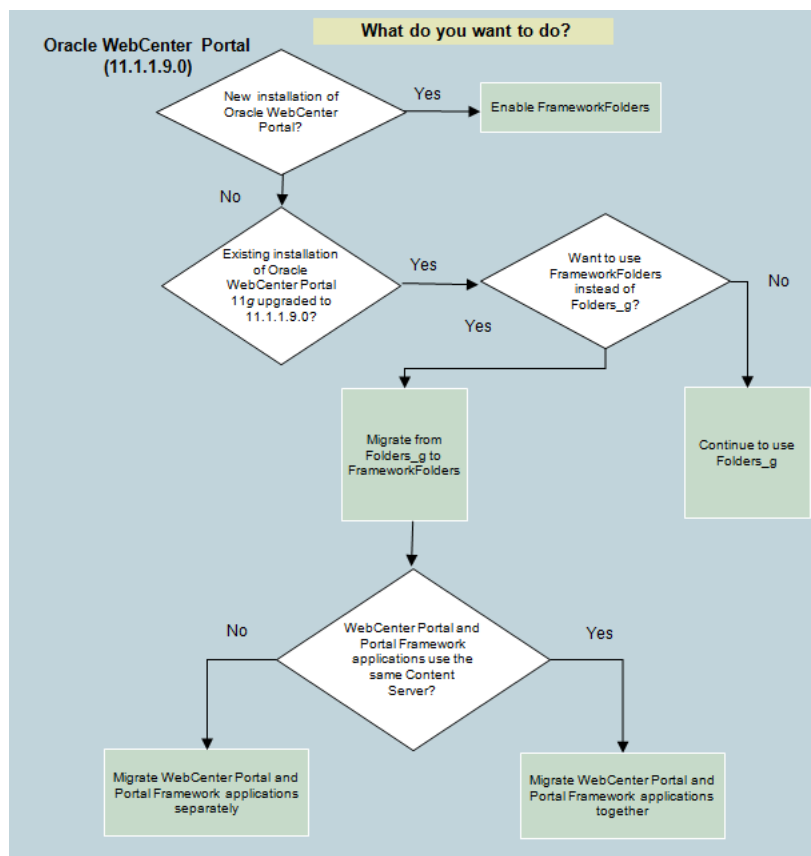 What do you want to do?
Oracle WebCenter Portal
(11.1.1.9.0)
New installation of
Oracle WebCenter
Portal?
Yes
Enable FrameworkFolders
No
Existing installation
of Oracle
WebCenter Portal
11g upgraded to
11.1.1.9.0?
Yes
Want to use
FrameworkFolders
instead of
Folders_g?
No
Yes
Migrate from
Folders_g to
FrameworkFolders
Continue to use
Folders_g
No
WebCenter Portal and
Portal Framework
applications use the
same Content
Server?
Yes
Migrate WebCenter Portal and
Portal Framework applications
separately
Migrate WebCenter Portal and
Portal Framework applications
together